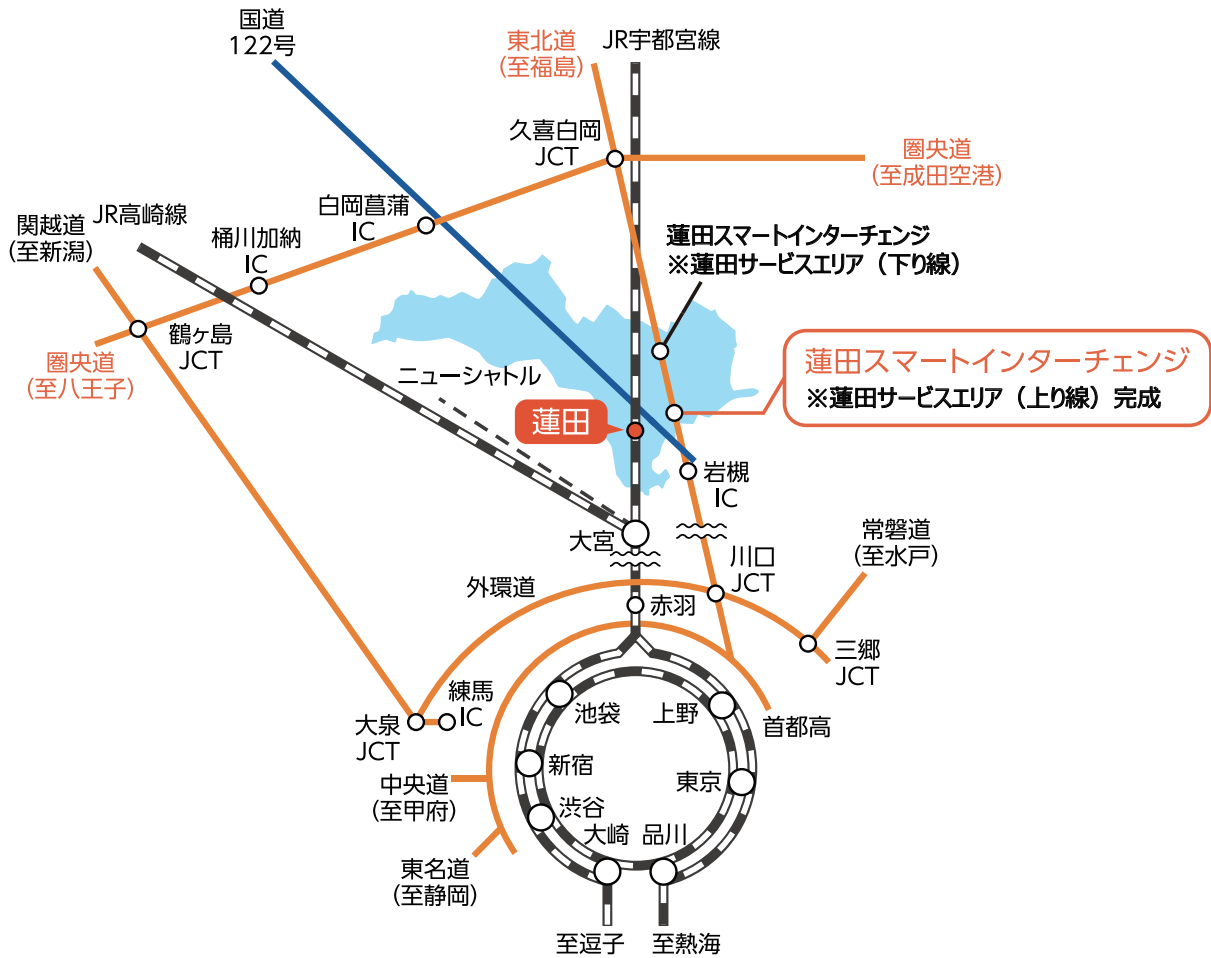 国道
122号
東北道
(至福島)
JR宇都宮線
久喜白岡
JCT
圏央道
(至成田空港)
関越道
(至新潟)
JR高崎線
桶川加納
IC
白岡菖蒲
IC
蓮田スマートインターチェンジ
※蓮田サービスエリア（下り線）
鶴ヶ島
JCT
圏央道
(至八王子)
ニューシャトル
蓮田スマートインターチェンジ
※蓮田サービスエリア（上り線）完成
蓮田
岩槻
IC
大宮
川口
JCT
常磐道
(至水戸)
外環道
赤羽
三郷
JCT
練馬
IC
大泉
JCT
池袋
上野
首都高
新宿
東京
中央道
(至甲府)
渋谷
大崎
品川
東名道
(至静岡)
至逗子
至熱海